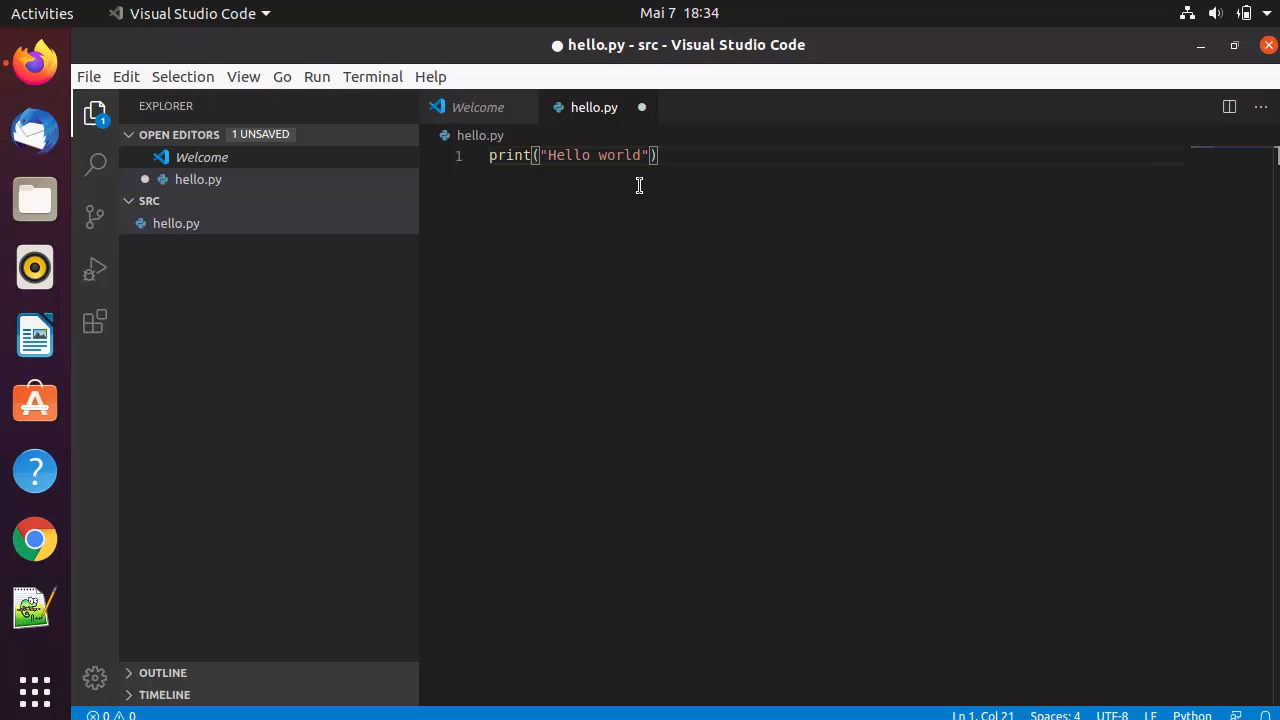 Activities Visual Studio Code Mai 7 18:34
● hello.py - src - Visual Studio Code
File Edit Selection View Go Run Terminal Help
EXPLORER
OPEN EDITORS 1 UNSAVED
Welcome
hello.py
SRC
hello.py
OUTLINE
TIMELINE
1
Welcome hello.py
hello.py
1 print("Hello world")
0 0 Ln 1, Col 21 Spaces: 4 UTF-8 LF Python